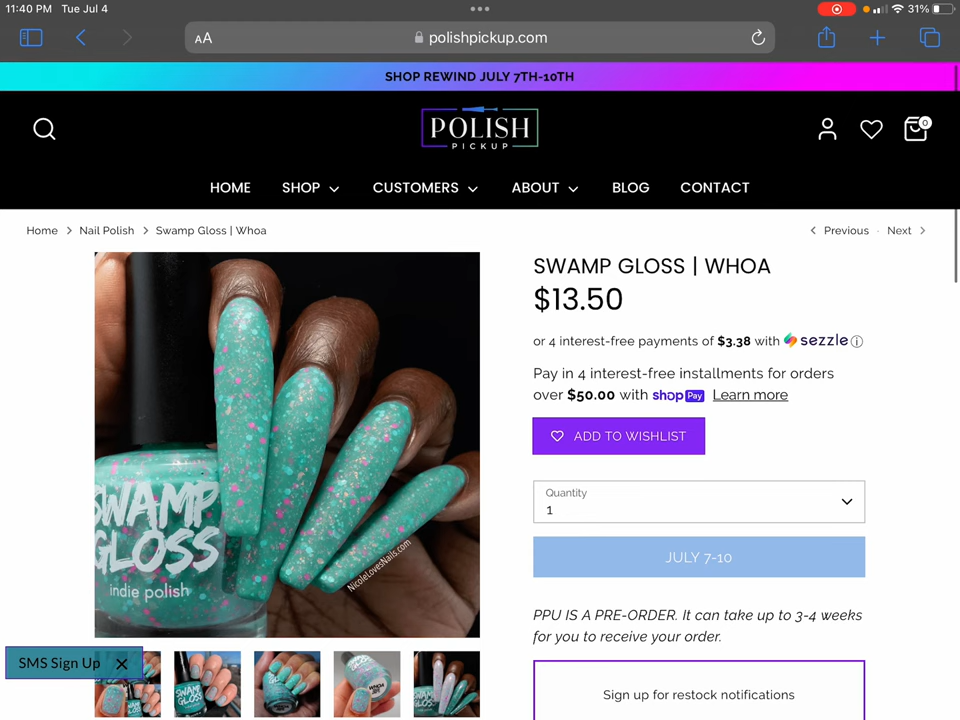 11:40 PM Tue Jul 4
31%
AA
polishpickup.com
SHOP REWIND JULY 7TH-10TH
POLISH
PICKUP
0
HOME SHOP CUSTOMERS ABOUT BLOG CONTACT
Home > Nail Polish > Swamp Gloss | Whoa
< Previous · Next >
SWAMP GLOSS | WHOA
$13.50
or 4 interest-free payments of $3.38 with sezzle
Pay in 4 interest-free installments for orders
over $50.00 with shop Pay Learn more
ADD TO WISHLIST
Quantity
1
JULY 7-10
PPU IS A PRE-ORDER. It can take up to 3-4 weeks
for you to receive your order.
Sign up for restock notifications
SWAMP
GLOSS
indie polish
NicoleLovesNails.com
SMS Sign Up